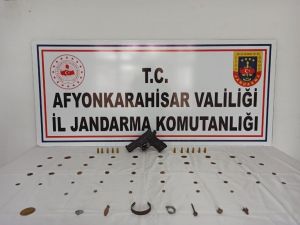 T.C.
AFYONKARAHİSAR VALİLİĞİ
İL JANDARMA KOMUTANLIĞI